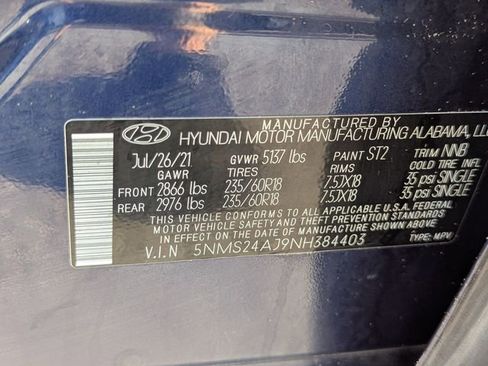 MANUFACTURED BY
HYUNDAI MOTOR MANUFACTURING ALABAMA, LLC
Jul/26/21 GVWR 5137 lbs PAINT ST2 TRIM NNB
GAWR TIRES RIMS COLD TIRE INFL
FRONT 2866 lbs 235/60R18 7.5JX18 35 psi SINGLE
REAR 2976 lbs 235/60R18 7.5JX18 35 psi SINGLE
THIS VEHICLE CONFORMS TO ALL APPLICABLE U.S.A. FEDERAL
MOTOR VEHICLE SAFETY AND THEFT PREVENTION STANDARDS
IN EFFECT ON THE DATE OF MANUFACTURE SHOWN ABOVE.
V.I.N 5NMS24AJ9NH384403 TYPE: MPV